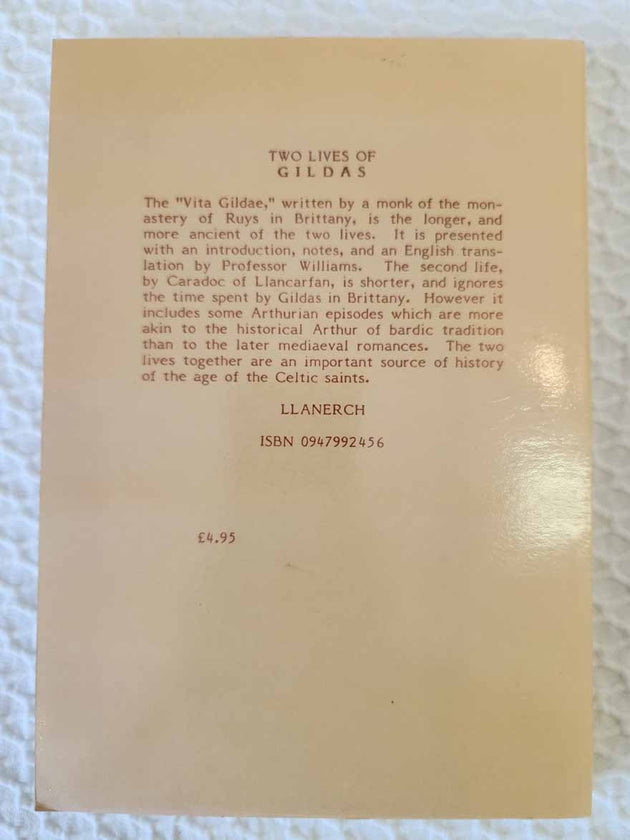 TWO LIVES OF
GILDAS
The "Vita Gildae," written by a monk of the mon-
astery of Ruys in Brittany, is the longer, and
more ancient of the two lives. It is presented
with an introduction, notes, and an English trans-
lation by Professor Williams. The second life,
by Caradoc of Llancarfan, is shorter, and ignores
the time spent by Gildas in Brittany. However it
includes some Arthurian episodes which are more
akin to the historical Arthur of bardic tradition
than to the later mediaeval romances. The two
lives together are an important source of history
of the age of the Celtic saints.
LLANERCH
ISBN 0947992456
£4.95